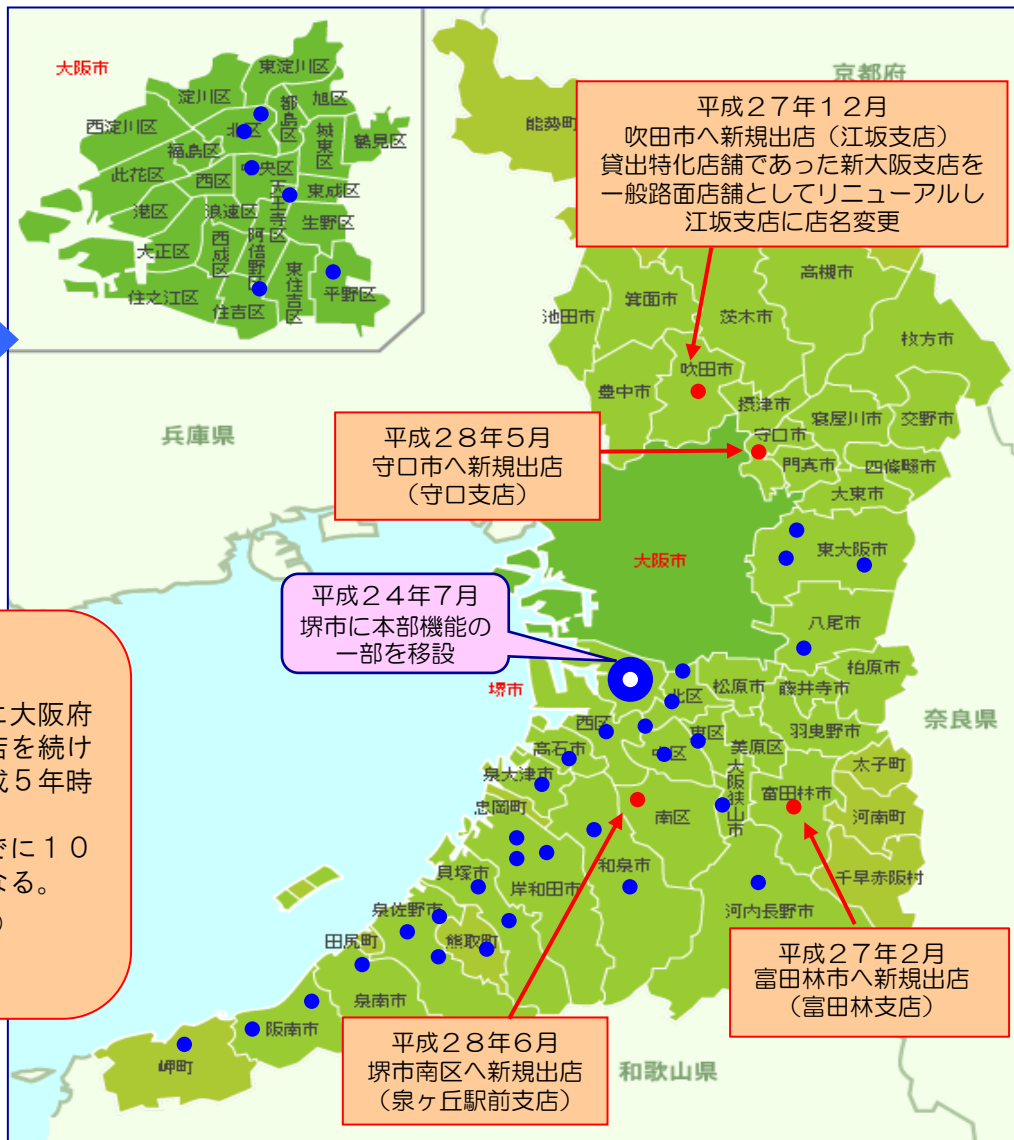 大阪市
東淀川区
淀川区
旭区
都島区
西淀川区
北区
城東区
鶴見区
福島区
此花区
西区
中央区
東成区
港区
浪速区
天王寺区
生野区
大正区
西成区
阿倍野区
東住吉区
平野区
住之江区
住吉区
京都府
能勢町
平成27年12月
吹田市へ新規出店（江坂支店）
貸出特化店舗であった新大阪支店を
一般路面店舗としてリニューアルし
江坂支店に店名変更
高槻市
箕面市
池田市
茨木市
枚方市
吹田市
豊中市
摂津市
寝屋川市
交野市
兵庫県
平成28年5月
守口市へ新規出店
（守口支店）
守口市
門真市
四條畷市
大東市
大阪市
東大阪市
平成24年7月
堺市に本部機能の
一部を移設
八尾市
柏原市
堺市
北区
松原市
藤井寺市
奈良県
西区
東区
羽曳野市
美原区
高石市
中区
太子町
泉大津市
大阪狭山市
富田林市
忠岡町
南区
河南町
和泉市
千早赤阪村
貝塚市
岸和田市
河内長野市
泉佐野市
田尻町
熊取町
泉南市
阪南市
岬町
平成27年2月
富田林市へ新規出店
（富田林支店）
平成28年6月
堺市南区へ新規出店
（泉ヶ丘駅前支店）
和歌山県
大阪府
店を続け
成５年時
でに１０
なる。
）